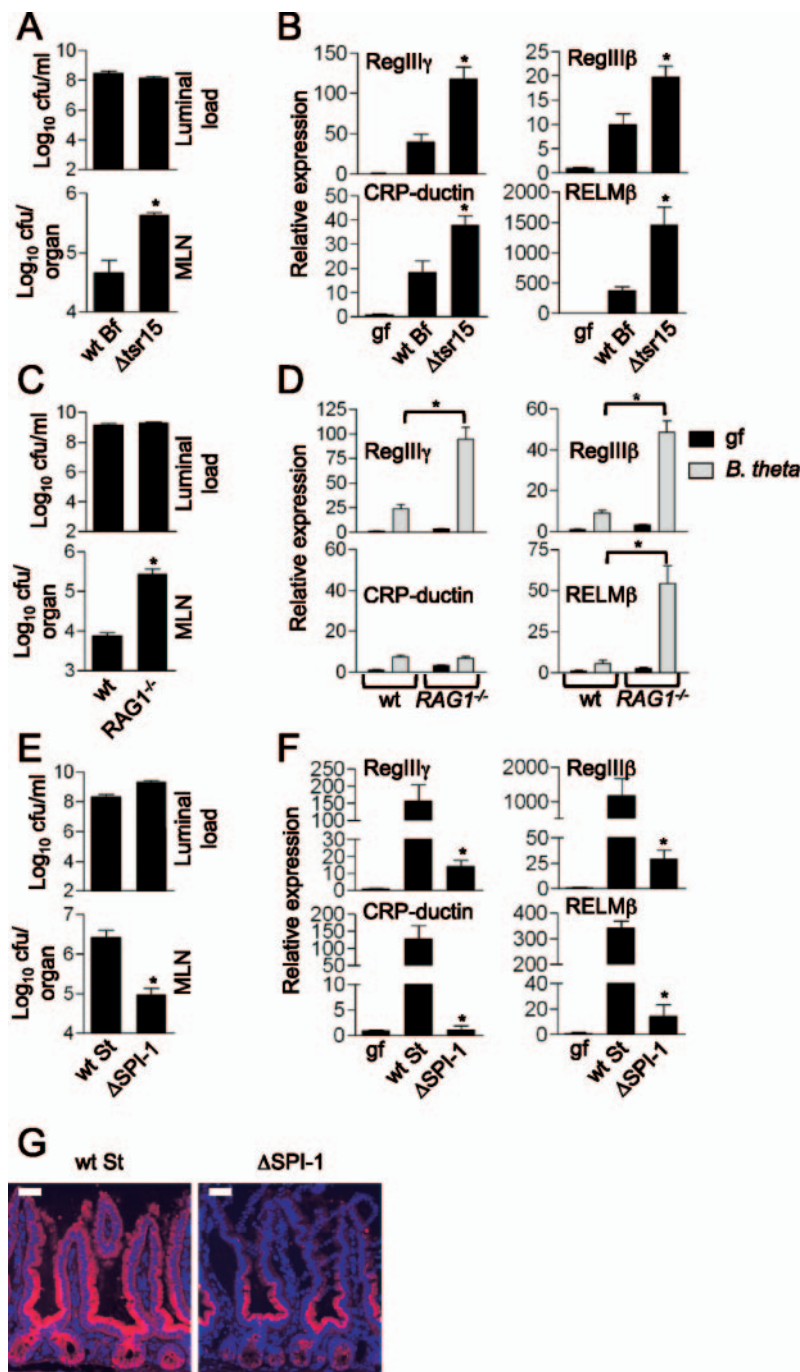 A
Log10 cfu/ml
10
8
6
4
2
Luminal load
Log10 cfu/organ
5
4
MLN
wt Bf
Δtsr15
B
Relative expression
RegIIIγ
*
150
100
50
0
RegIIIβ
*
25
20
15
10
5
0
CRP-ductin
*
50
40
30
20
10
0
RELMβ
*
2000
1500
1000
500
0
gf
wt Bf
Δtsr15
gf
wt Bf
Δtsr15
C
Log10 cfu/ml
10
8
6
4
2
Luminal load
Log10 cfu/organ
*
6
5
4
3
MLN
wt
RAG1-/-
D
Relative expression
RegIIIγ
*
125
100
75
50
25
0
RegIIIβ
*
60
40
20
0
gf
B. theta
CRP-ductin
60
40
20
0
RELMβ
*
75
50
25
0
wt
RAG1-/-
wt
RAG1-/-
E
Log10 cfu/ml
10
8
6
4
2
Luminal load
Log10 cfu/organ
*
7
6
5
4
MLN
wt St
ΔSPI-1
F
Relative expression
RegIIIγ
*
250
200
150
100
30
20
10
0
RegIIIβ
*
2000
1000
50
25
0
CRP-ductin
*
200
150
100
50
10
5
0
RELMβ
*
400
300
200
40
20
0
gf
wt St
ΔSPI-1
gf
wt St
ΔSPI-1
G
wt St
ΔSPI-1